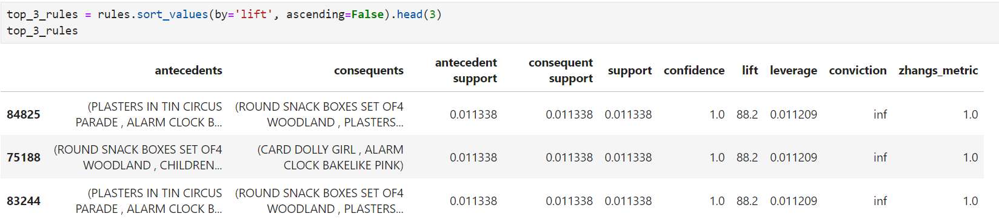 top_3_rules = rules.sort_values(by='lift', ascending=False).head(3)
top_3_rules
antecedents consequents antecedent support consequent support support confidence lift leverage conviction zhangs_metric
84825 (PLASTERS IN TIN CIRCUS PARADE , ALARM CLOCK B... (ROUND SNACK BOXES SET OF4 WOODLAND , PLASTERS... 0.011338 0.011338 0.011338 1.0 88.2 0.011209 inf 1.0
75188 (ROUND SNACK BOXES SET OF4 WOODLAND , CHILDREN... (CARD DOLLY GIRL , ALARM CLOCK BAKELIKE PINK) 0.011338 0.011338 0.011338 1.0 88.2 0.011209 inf 1.0
83244 (PLASTERS IN TIN CIRCUS PARADE , ALARM CLOCK B... (ROUND SNACK BOXES SET OF4 WOODLAND , PLASTERS... 0.011338 0.011338 0.011338 1.0 88.2 0.011209 inf 1.0